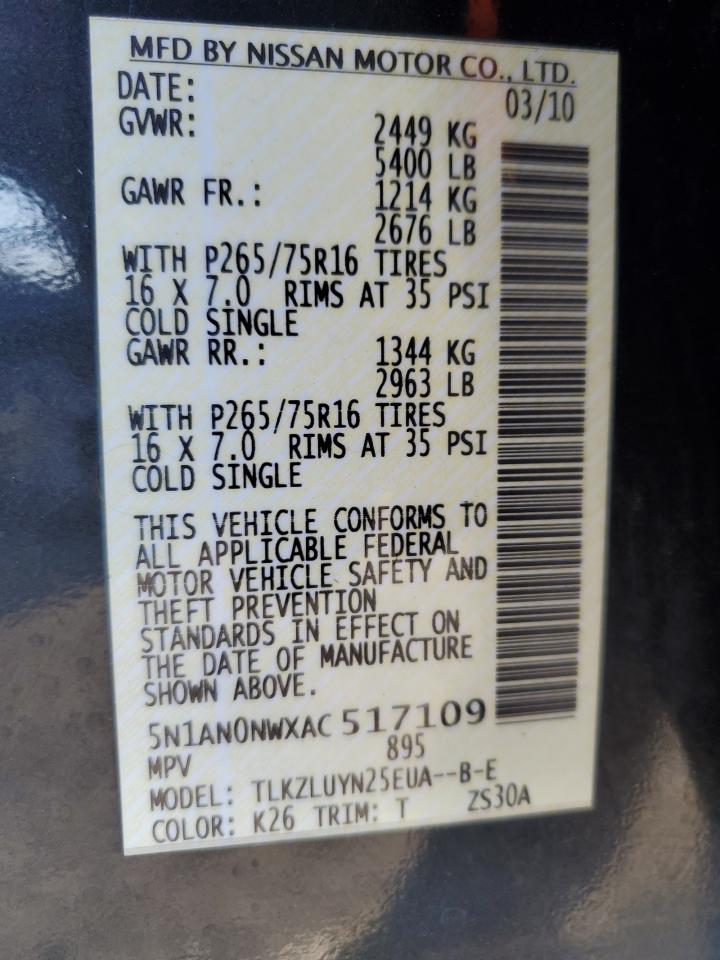 MFD BY NISSAN MOTOR CO., LTD.
DATE: 03/10
GVWR: 2449 KG
5400 LB
GAWR FR.: 1214 KG
2676 LB
WITH P265/75R16 TIRES
16 X 7.0 RIMS AT 35 PSI
COLD SINGLE
GAWR RR.: 1344 KG
2963 LB
WITH P265/75R16 TIRES
16 X 7.0 RIMS AT 35 PSI
COLD SINGLE
THIS VEHICLE CONFORMS TO
ALL APPLICABLE FEDERAL
MOTOR VEHICLE SAFETY AND
THEFT PREVENTION
STANDARDS IN EFFECT ON
THE DATE OF MANUFACTURE
SHOWN ABOVE.
5N1AN0NWXAC517109
MPV 895
MODEL: TLKZLUYN25EUA--B-E
COLOR: K26 TRIM: T ZS30A